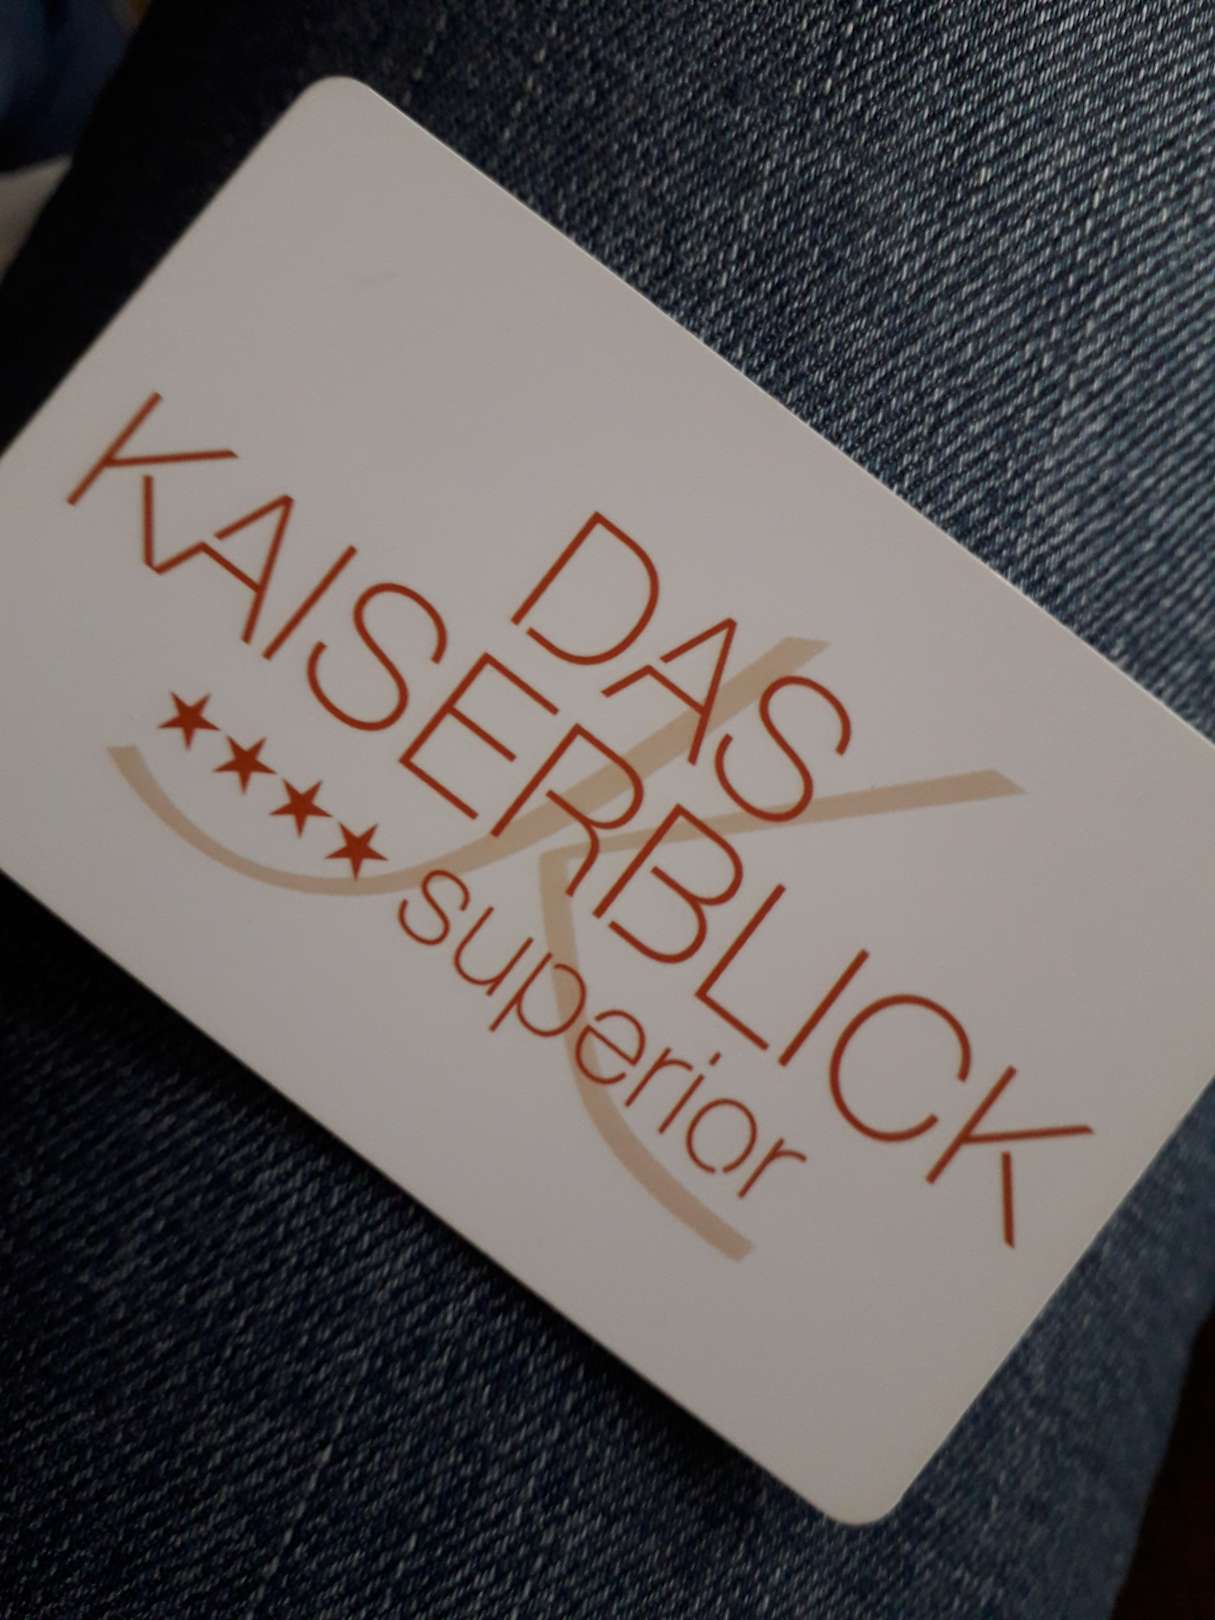 DAS
KAISERBLICK
★★★★ superior